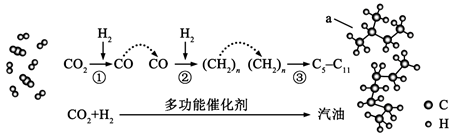 a
H₂ H₂
CO₂ CO CO (CH₂)ₙ (CH₂)ₙ C₅-C₁₁
① ② ③
C
CO₂+H₂ 多功能催化剂 汽油
H